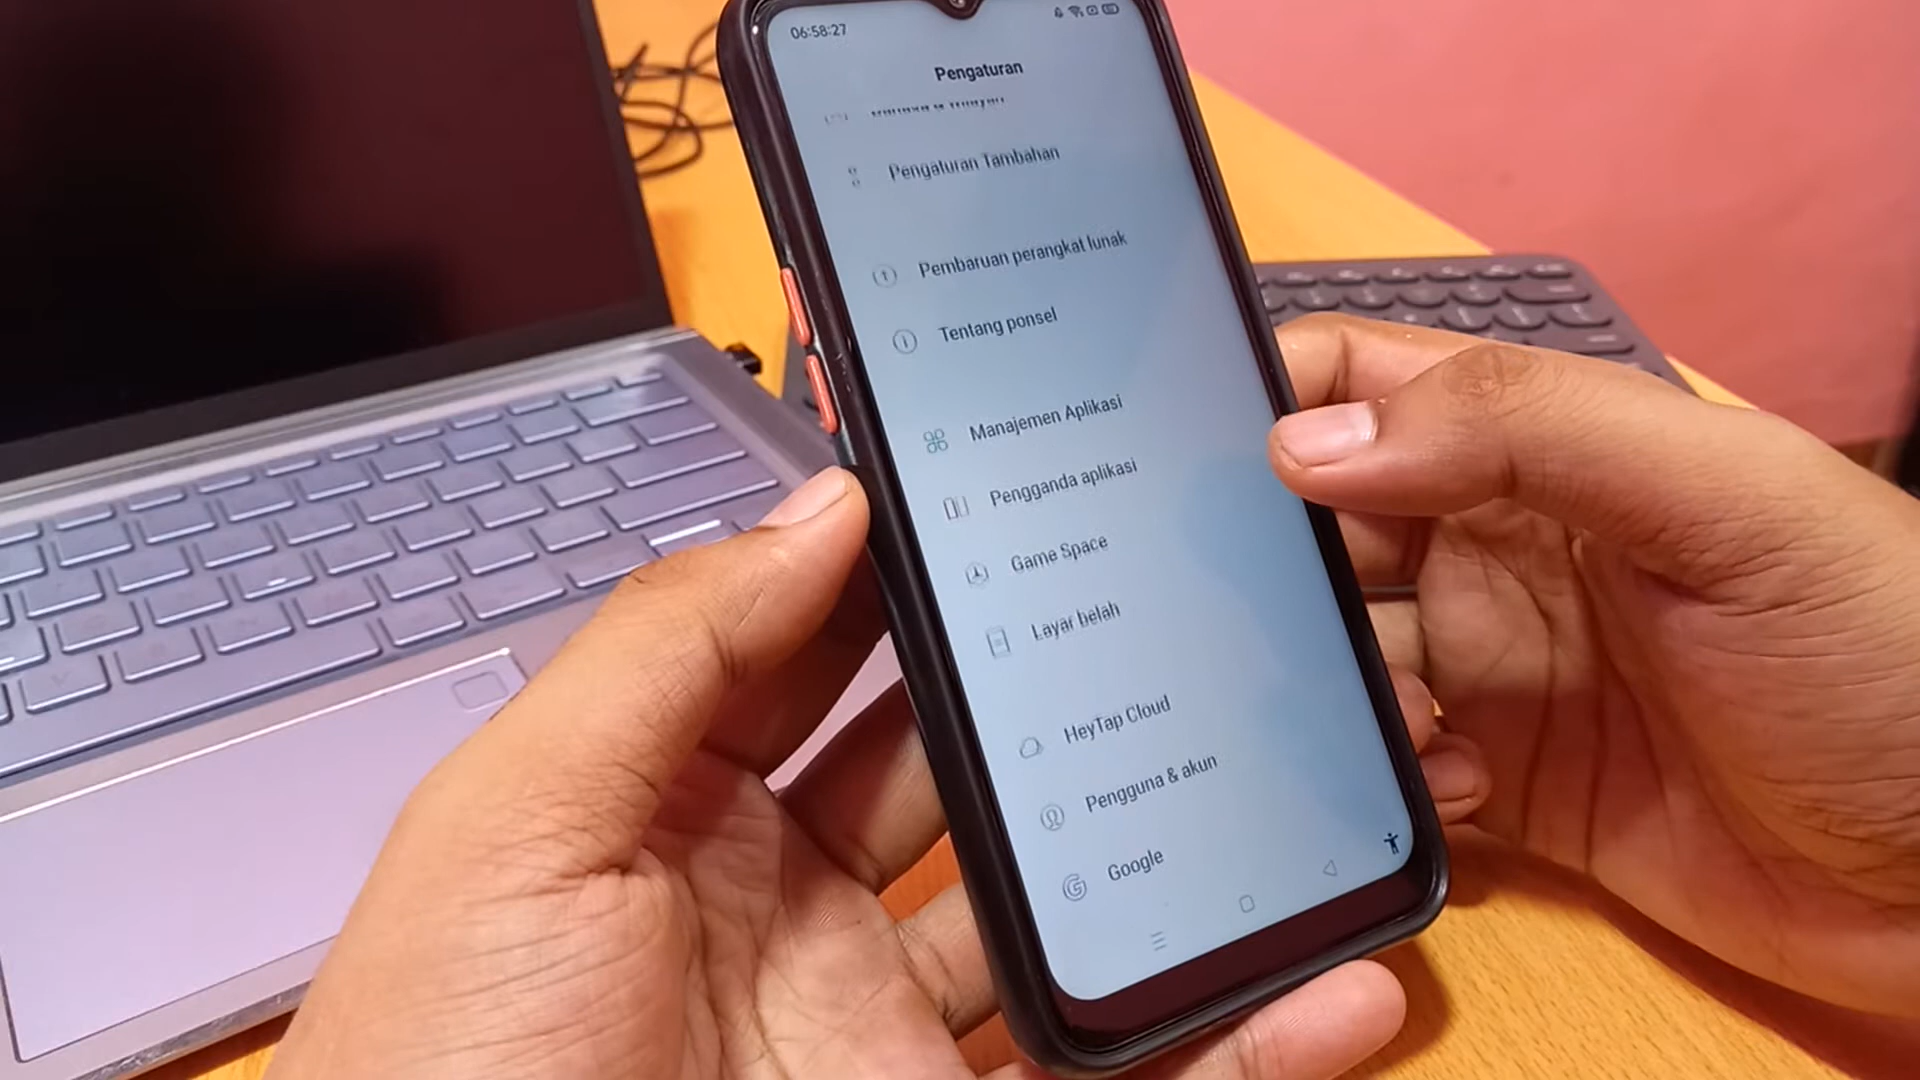 06:58:27
Pengaturan
Pengaturan Tambahan
Pembaruan perangkat lunak
Tentang ponsel
Manajemen Aplikasi
Pengganda aplikasi
Game Space
Layar belah
HeyTap Cloud
Pengguna & akun
Google